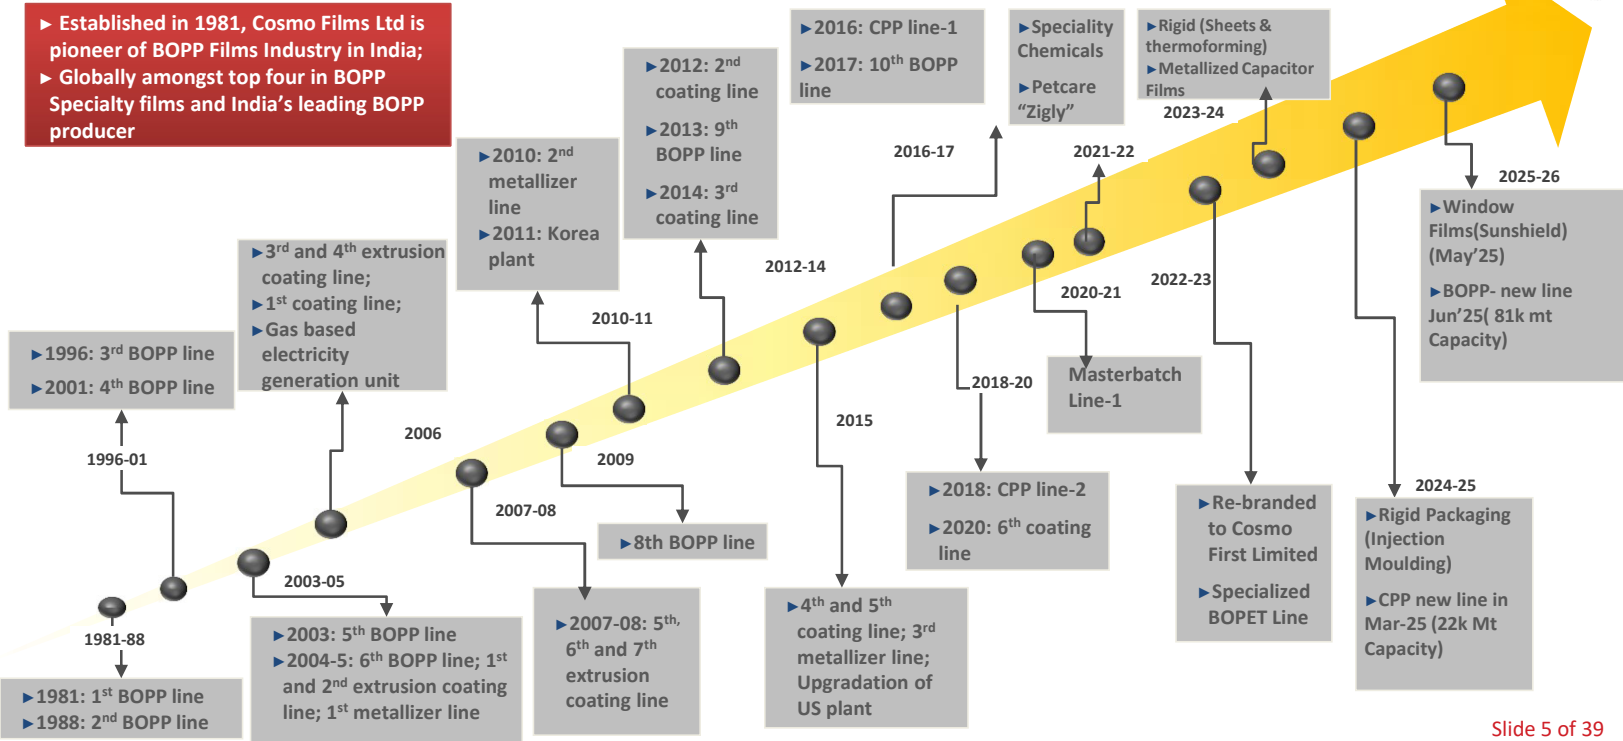 ► Established in 1981, Cosmo Films Ltd is
pioneer of BOPP Films Industry in India;
► Globally amongst top four in BOPP
Specialty films and India's leading BOPP
producer
1981-88
►1981: 1st BOPP line
►1988: 2nd BOPP line
►1996: 3rd BOPP line
►2001: 4th BOPP line
1996-01
2003-05
►2003: 5th BOPP line
►2004-5: 6th BOPP line; 1st
and 2nd extrusion coating
line; 1st metallizer line
►3rd and 4th extrusion
coating line;
►1st coating line;
►Gas based
electricity
generation unit
2006
2007-08
►2007-08: 5th,
6th and 7th
extrusion
coating line
2009
►8th BOPP line
►2010: 2nd
metallizer
line
►2011: Korea
plant
2010-11
►2012: 2nd
coating line
►2013: 9th
BOPP line
►2014: 3rd
coating line
2012-14
2015
►4th and 5th
coating line; 3rd
metallizer line;
Upgradation of
US plant
►2016: CPP line-1
►2017: 10th BOPP
line
2016-17
2018-20
►2018: CPP line-2
►2020: 6th coating
line
2020-21
Masterbatch
Line-1
►Speciality
Chemicals
►Petcare
"Zigly"
2021-22
2022-23
►Re-branded
to Cosmo
First Limited
►Specialized
BOPET Line
►Rigid (Sheets &
thermoforming)
►Metallized Capacitor
Films
2023-24
2024-25
►Rigid Packaging
(Injection
Moulding)
►CPP new line in
Mar-25 (22k Mt
Capacity)
2025-26
►Window
Films(Sunshield)
(May'25)
►BOPP- new line
Jun'25( 81k mt
Capacity)
Slide 5 of 39